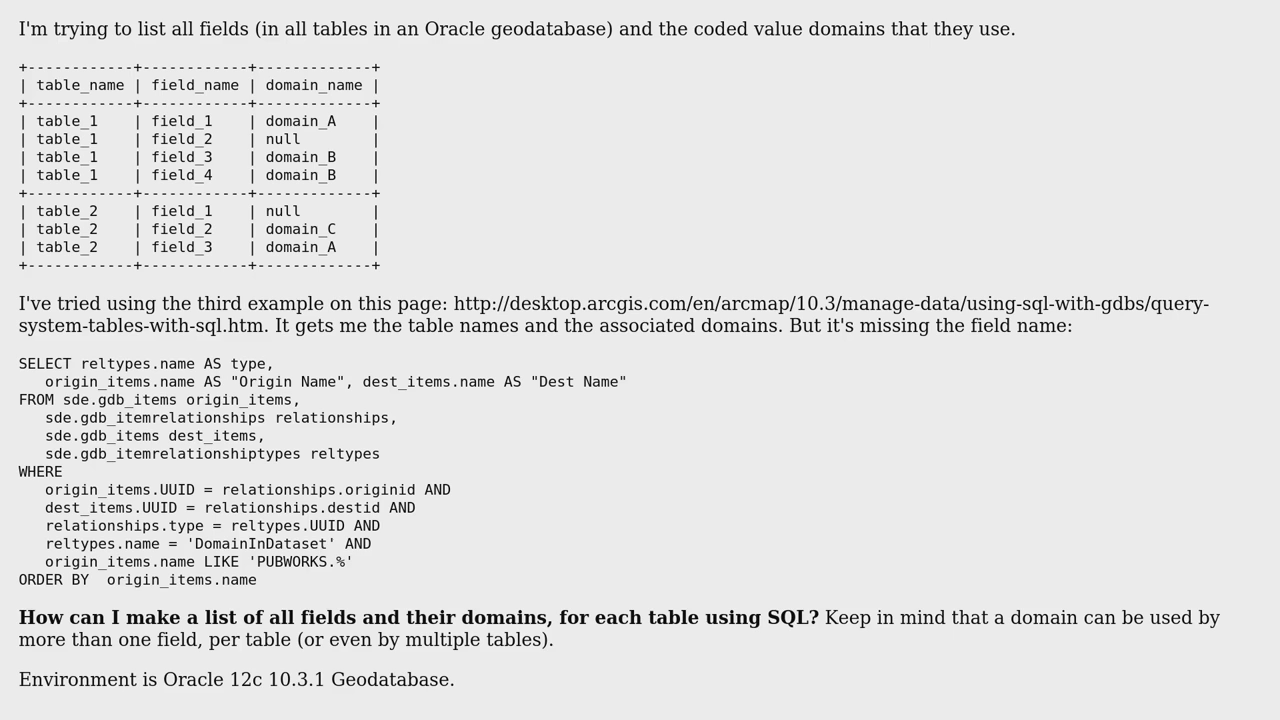 I'm trying to list all fields (in all tables in an Oracle geodatabase) and the coded value domains that they use.
+------------+------------+-------------+
| table_name | field_name | domain_name |
+------------+------------+-------------+
| table_1    | field_1    | domain_A    |
| table_1    | field_2    | null        |
| table_1    | field_3    | domain_B    |
| table_1    | field_4    | domain_B    |
+------------+------------+-------------+
| table_2    | field_1    | null        |
| table_2    | field_2    | domain_C    |
| table_2    | field_3    | domain_A    |
+------------+------------+-------------+
I've tried using the third example on this page: http://desktop.arcgis.com/en/arcmap/10.3/manage-data/using-sql-with-gdbs/query-
system-tables-with-sql.htm. It gets me the table names and the associated domains. But it's missing the field name:
SELECT reltypes.name AS type,
   origin_items.name AS "Origin Name", dest_items.name AS "Dest Name"
FROM sde.gdb_items origin_items,
   sde.gdb_itemrelationships relationships,
   sde.gdb_items dest_items,
   sde.gdb_itemrelationshiptypes reltypes
WHERE
   origin_items.UUID = relationships.originid AND
   dest_items.UUID = relationships.destid AND
   relationships.type = reltypes.UUID AND
   reltypes.name = 'DomainInDataset' AND
   origin_items.name LIKE 'PUBWORKS.%'
ORDER BY  origin_items.name
How can I make a list of all fields and their domains, for each table using SQL? Keep in mind that a domain can be used by
more than one field, per table (or even by multiple tables).
Environment is Oracle 12c 10.3.1 Geodatabase.